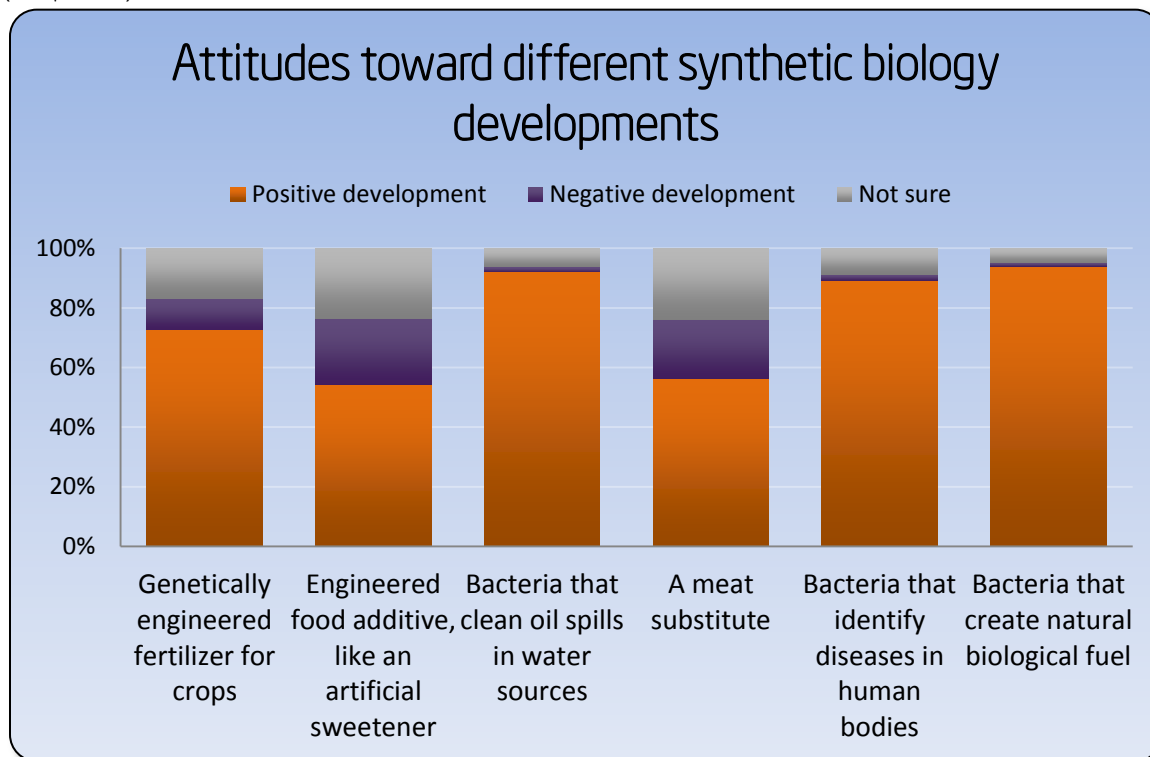 Attitudes toward different synthetic biology
developments
Positive development Negative development Not sure
100%
80%
60%
40%
20%
0%
Genetically
engineered
fertilizer for
crops
Engineered
food additive,
like an
artificial
sweetener
Bacteria that
clean oil spills
in water
sources
A meat
substitute
Bacteria that
identify
diseases in
human
bodies
Bacteria that
create natural
biological fuel